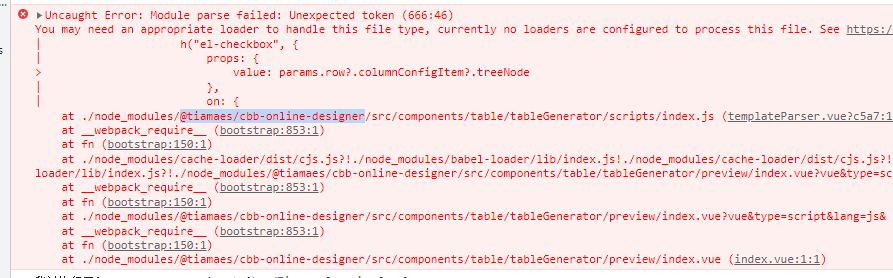 Uncaught Error: Module parse failed: Unexpected token (666:46)
You may need an appropriate loader to handle this file type, currently no loaders are configured to process this file. See https:/
| h("el-checkbox", {
| props: {
> value: params.row?.columnConfigItem?.treeNode
| },
| on: {
at ./node_modules/@tiamaes/cbb-online-designer/src/components/table/tableGenerator/scripts/index.js (templateParser.vue?c5a7:1
at __webpack_require__ (bootstrap:853:1)
at fn (bootstrap:150:1)
at ./node_modules/cache-loader/dist/cjs.js?!./node_modules/babel-loader/lib/index.js!./node_modules/cache-loader/dist/cjs.js?!
loader/lib/index.js?!./node_modules/@tiamaes/cbb-online-designer/src/components/table/tableGenerator/preview/index.vue?vue&type=sc
at __webpack_require__ (bootstrap:853:1)
at fn (bootstrap:150:1)
at ./node_modules/@tiamaes/cbb-online-designer/src/components/table/tableGenerator/preview/index.vue?vue&type=script&lang=js&
at __webpack_require__ (bootstrap:853:1)
at fn (bootstrap:150:1)
at ./node_modules/@tiamaes/cbb-online-designer/src/components/table/tableGenerator/preview/index.vue (index.vue:1:1)